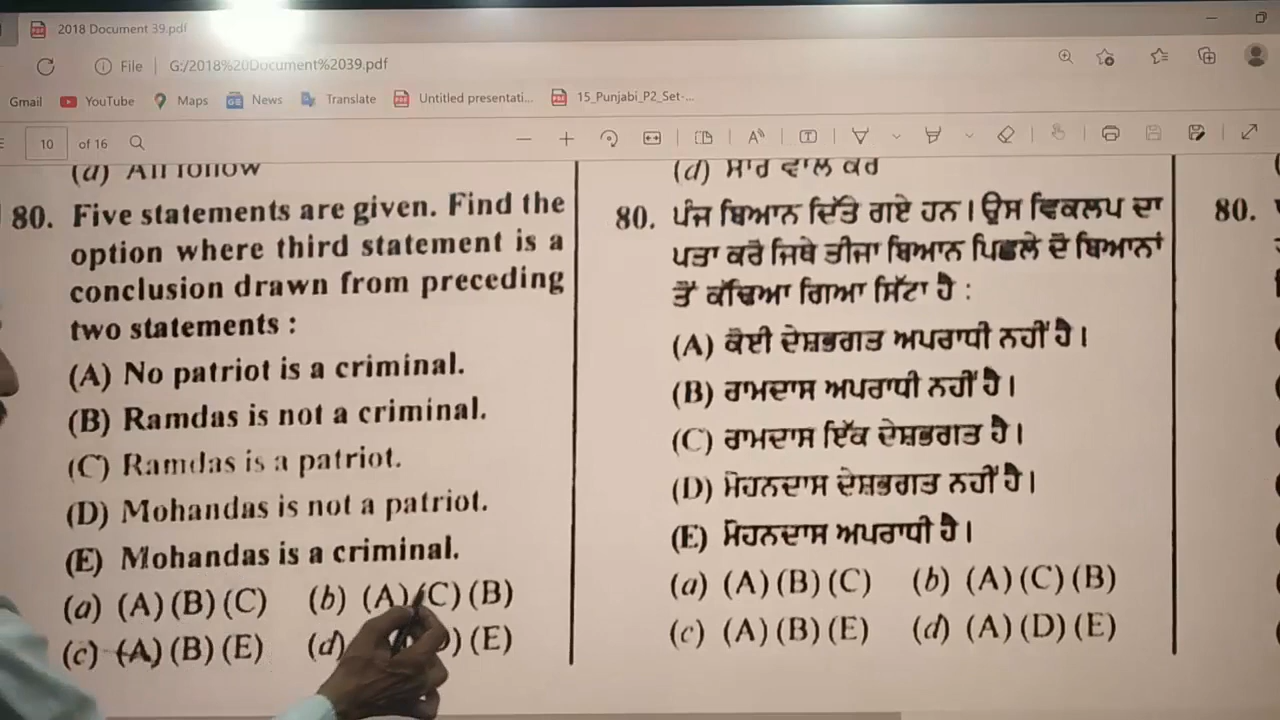 2018 Document 39.pdf
File | G:/2018%20Document%2039.pdf
Gmail YouTube Maps News Translate Untitled presentati... 15_Punjabi_P2_Set-...
10 of 16
(d) All follow
80. Five statements are given. Find the
option where third statement is a
conclusion drawn from preceding
two statements :
(A) No patriot is a criminal.
(B) Ramdas is not a criminal.
(C) Ramdas is a patriot.
(D) Mohandas is not a patriot.
(E) Mohandas is a criminal.
(a) (A) (B) (C) (b) (A) (C) (B)
(c) (A) (B) (E) (d) (E)
80. ਪੰਜ ਬਿਆਨ ਦਿੱਤੇ ਗਏ ਹਨ। ਉਸ ਵਿਕਲਪ ਦਾ
ਪਤਾ ਕਰੋ ਜਿਥੇ ਤੀਜਾ ਬਿਆਨ ਪਿਛਲੇ ਦੋ ਬਿਆਨਾਂ
ਤੋਂ ਕੱਢਿਆ ਗਿਆ ਸਿੱਟਾ ਹੈ :
(A) ਕੋਈ ਦੇਸ਼ਭਗਤ ਅਪਰਾਧੀ ਨਹੀਂ ਹੈ।
(B) ਰਾਮਦਾਸ ਅਪਰਾਧੀ ਨਹੀਂ ਹੈ।
(C) ਰਾਮਦਾਸ ਇੱਕ ਦੇਸ਼ਭਗਤ ਹੈ।
(D) ਮੋਹਨਦਾਸ ਦੇਸ਼ਭਗਤ ਨਹੀਂ ਹੈ।
(E) ਮੋਹਨਦਾਸ ਅਪਰਾਧੀ ਹੈ।
(a) (A) (B) (C) (b) (A) (C) (B)
(c) (A) (B) (E) (d) (A) (D) (E)
80.